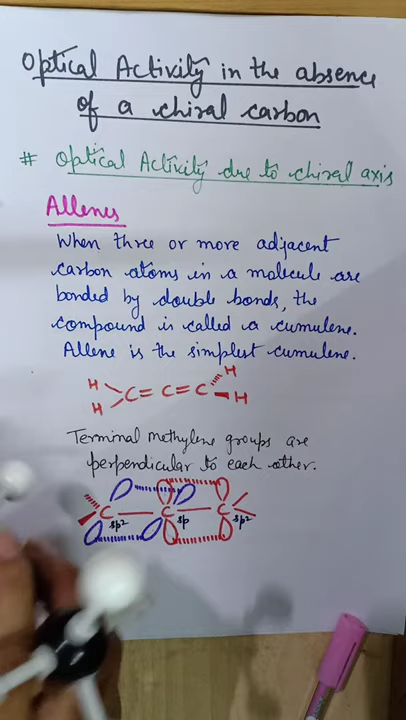 Optical Activity in the absence
of a chiral carbon
# Optical Activity due to chiral axis
Allenes
When three or more adjacent
carbon atoms in a molecule are
bonded by double bonds, the
compound is called a cumulene.
Allene is the simplest cumulene.
H H
C = C = C
H H
Terminal methylene groups are
perpendicular to each other.
C C C
sp² sp sp²